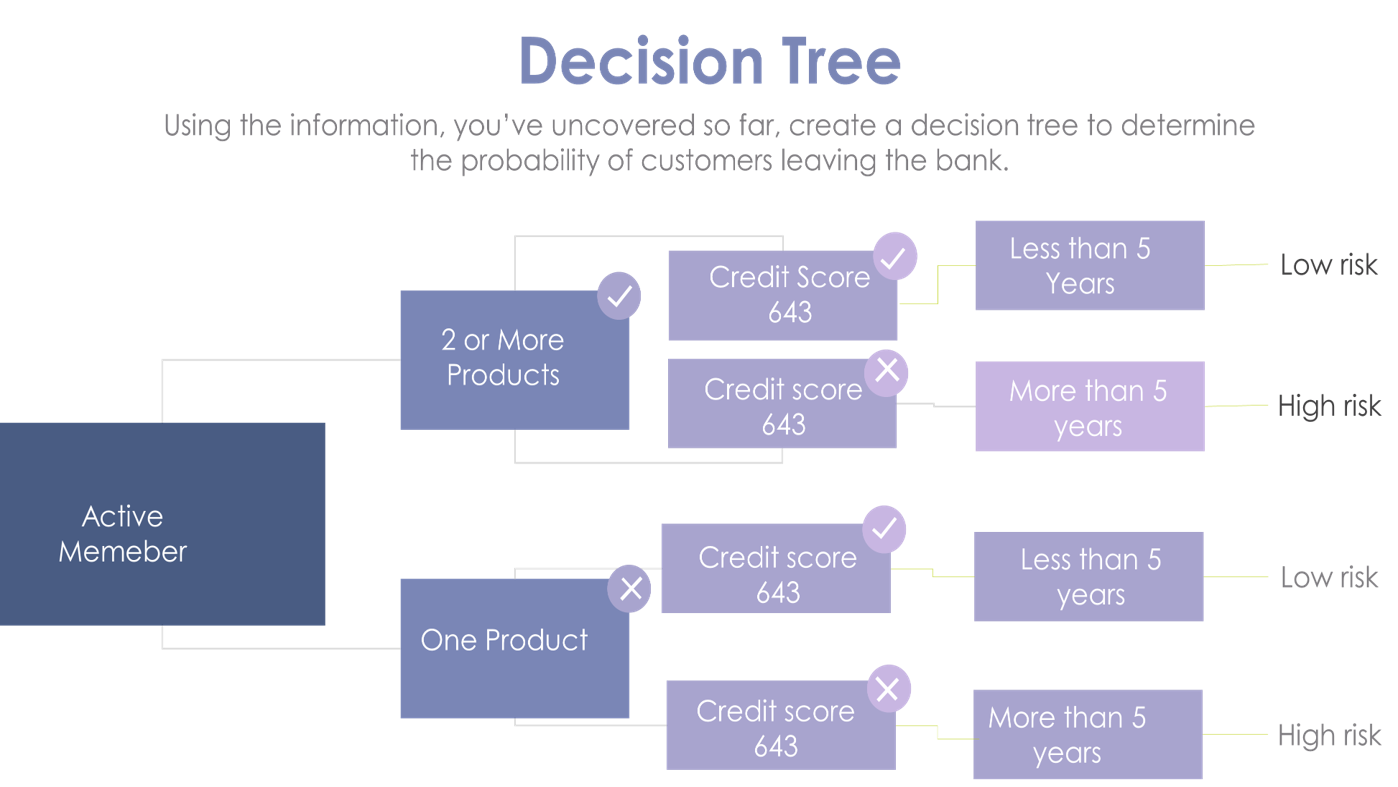 Decision Tree
Using the information, you've uncovered so far, create a decision tree to determine
the probability of customers leaving the bank.
Active
Memeber
2 or More
Products
One Product
Credit Score
643
Credit score
643
Credit score
643
Credit score
643
Less than 5
Years
More than 5
years
Less than 5
years
More than 5
years
Low risk
High risk
Low risk
High risk